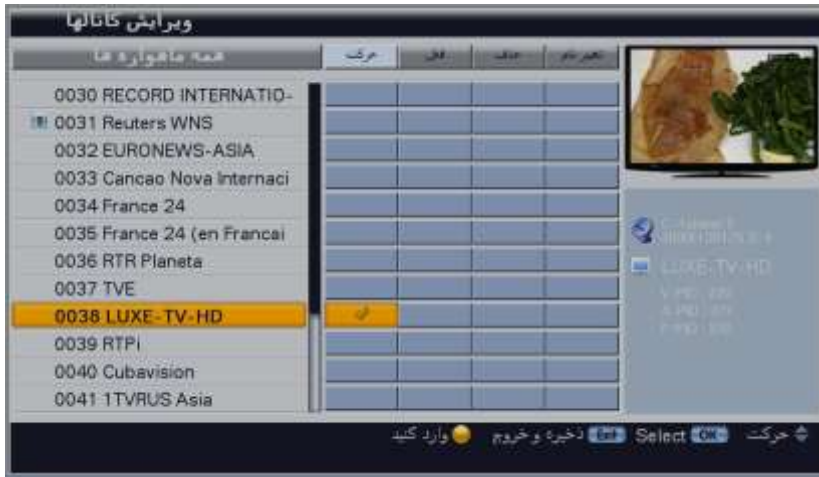 ویرایش کانالها
همه ماهواره ها
حرکت قفل حذف تغییر نام
0030 RECORD INTERNATIO-
0031 Reuters WNS
0032 EURONEWS-ASIA
0033 Cancao Nova Internaci
0034 France 24
0035 France 24 (en Francai
0036 RTR Planeta
0037 TVE
0038 LUXE-TV-HD
0039 RTPi
0040 Cubavision
0041 1TVRUS Asia
LUXE-TV-HD
حرکت OK Select Exit ذخیره و خروج وارد کنید